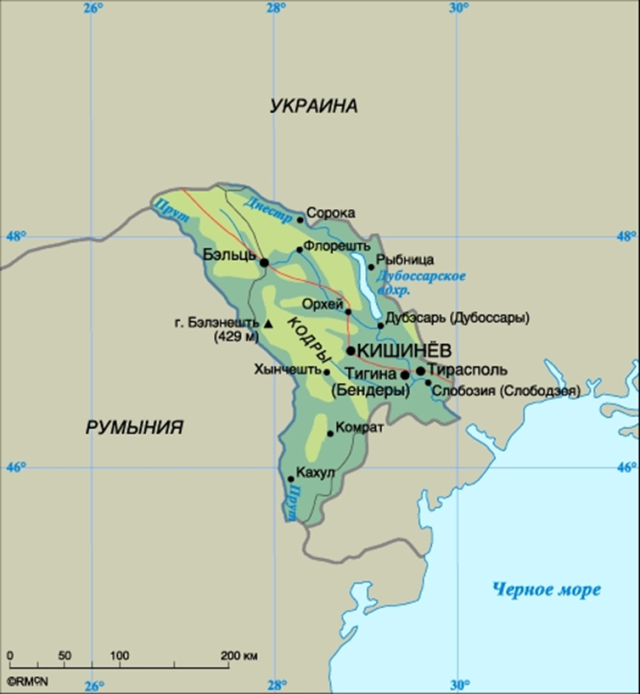 26°
28°
30°
УКРАИНА
Прут
Днестр
Сорока
48°
48°
Флорешть
Бэльць
Рыбница
Дубоссарское
вдхр.
Орхей
Дубэсарь (Дубоссары)
г. Бэлэнешть
(429 м)
КОДРЫ
КИШИНЁВ
Хынчешть
Тигина
(Бендеры)
Тирасполь
Слобозия (Слободзея)
РУМЫНИЯ
Комрат
46°
46°
Кахул
Прут
Черное море
0 50 100 200 км
©RMᶜN
26°
28°
30°